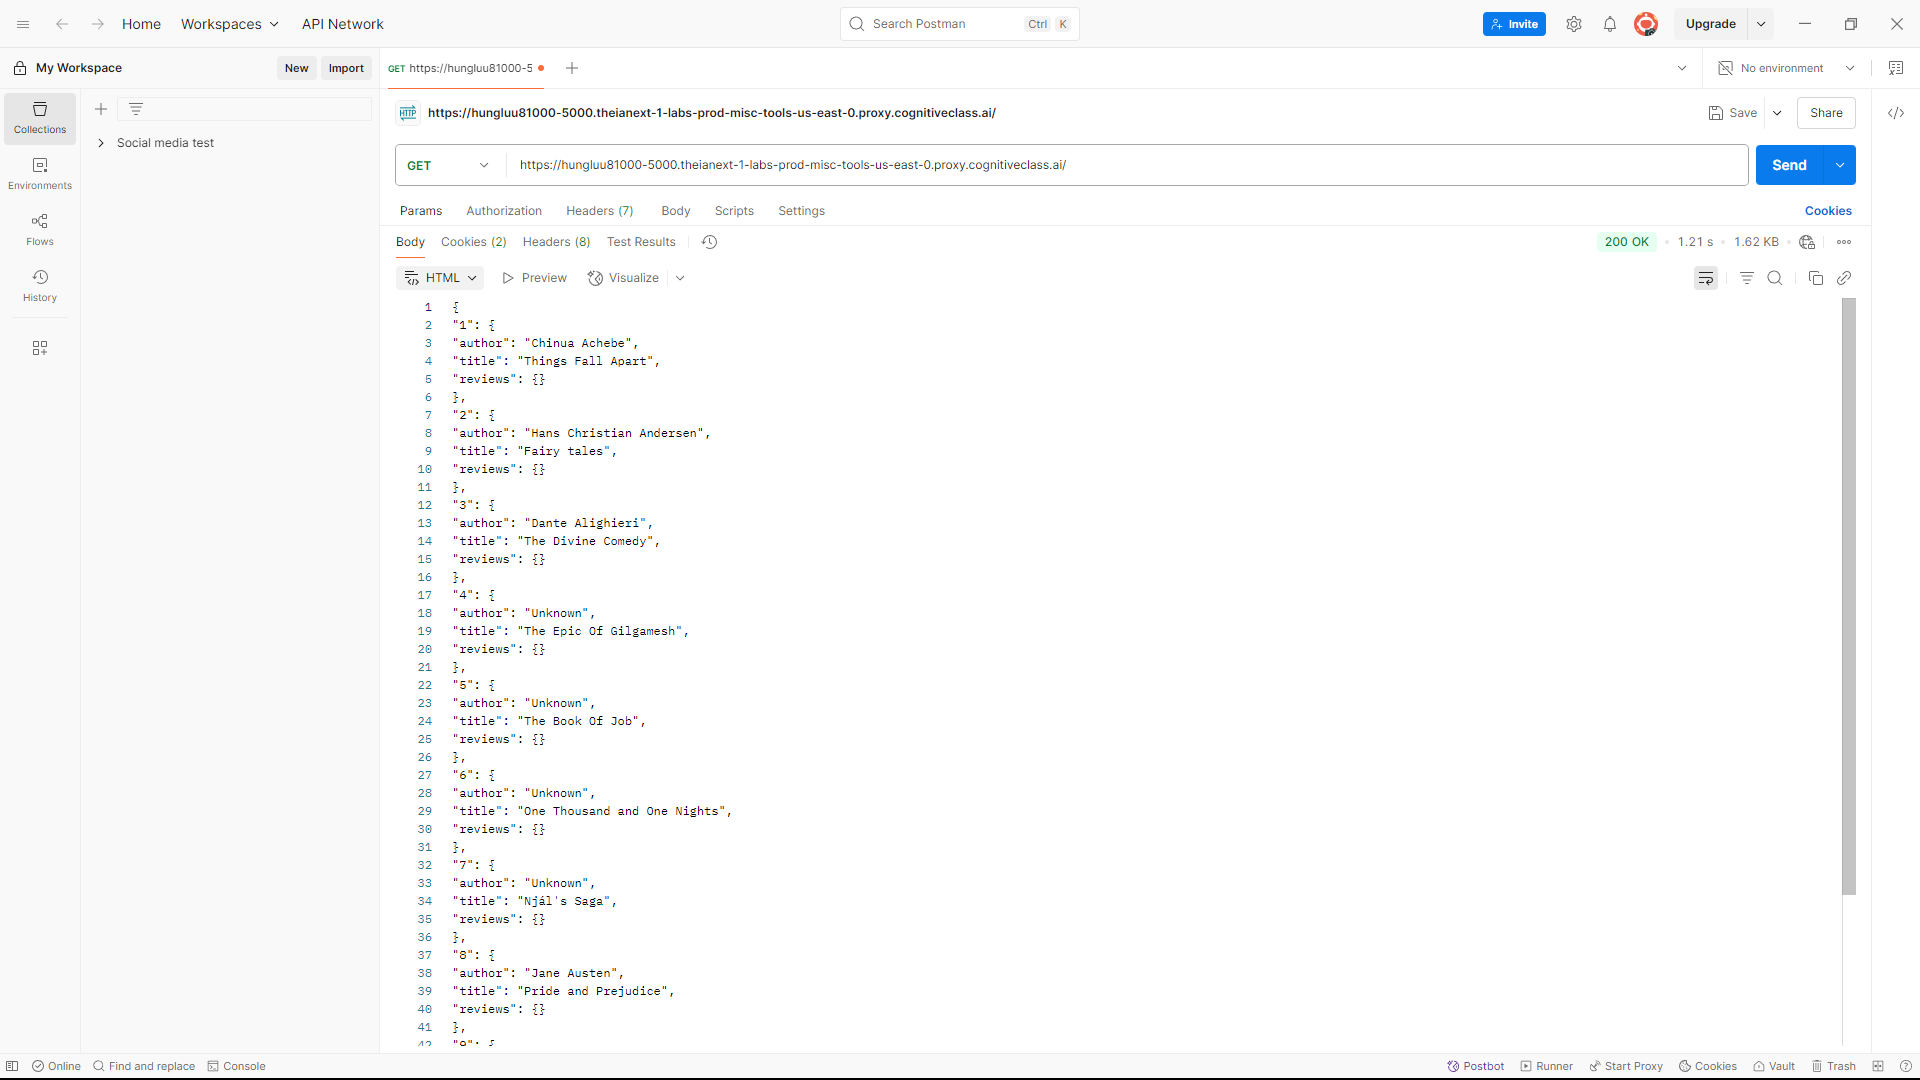 Home Workspaces API Network Search Postman Ctrl K Invite Upgrade
My Workspace New Import GET https://hungluu81000-5 No environment
https://hungluu81000-5000.theianext-1-labs-prod-misc-tools-us-east-0.proxy.cognitiveclass.ai/ Save Share
Collections
Social media test
Environments
Flows
History
GET https://hungluu81000-5000.theianext-1-labs-prod-misc-tools-us-east-0.proxy.cognitiveclass.ai/ Send
Params Authorization Headers (7) Body Scripts Settings Cookies
Body Cookies (2) Headers (8) Test Results 200 OK 1.21 s 1.62 KB
HTML Preview Visualize
1 {
2 "1": {
3 "author": "Chinua Achebe",
4 "title": "Things Fall Apart",
5 "reviews": {}
6 },
7 "2": {
8 "author": "Hans Christian Andersen",
9 "title": "Fairy tales",
10 "reviews": {}
11 },
12 "3": {
13 "author": "Dante Alighieri",
14 "title": "The Divine Comedy",
15 "reviews": {}
16 },
17 "4": {
18 "author": "Unknown",
19 "title": "The Epic Of Gilgamesh",
20 "reviews": {}
21 },
22 "5": {
23 "author": "Unknown",
24 "title": "The Book Of Job",
25 "reviews": {}
26 },
27 "6": {
28 "author": "Unknown",
29 "title": "One Thousand and One Nights",
30 "reviews": {}
31 },
32 "7": {
33 "author": "Unknown",
34 "title": "Njál's Saga",
35 "reviews": {}
36 },
37 "8": {
38 "author": "Jane Austen",
39 "title": "Pride and Prejudice",
40 "reviews": {}
41 },
42 "9": {
Online Find and replace Console Postbot Runner Start Proxy Cookies Vault Trash